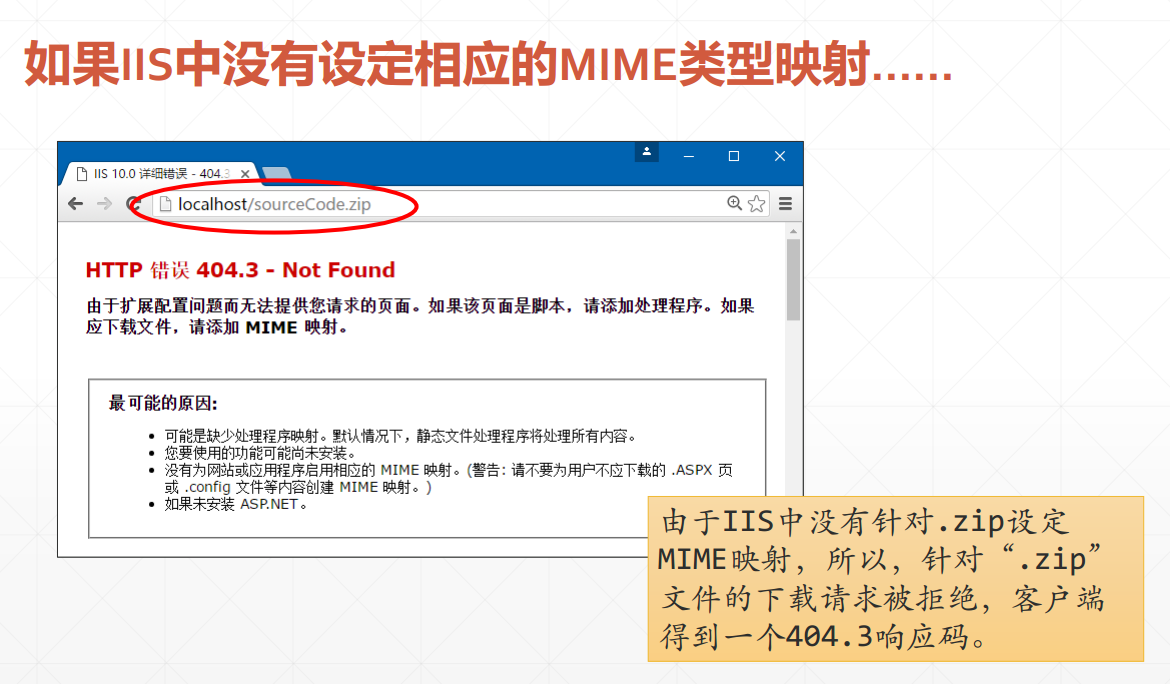 如果IIS中没有设定相应的MIME类型映射……
IIS 10.0 详细错误 - 404.3
localhost/sourceCode.zip
HTTP 错误 404.3 - Not Found
由于扩展配置问题而无法提供您请求的页面。如果该页面是脚本，请添加处理程序。如果
应下载文件，请添加 MIME 映射。
最可能的原因:
• 可能是缺少处理程序映射。默认情况下，静态文件处理程序将处理所有内容。
• 您要使用的功能可能尚未安装。
• 没有为网站或应用程序启用相应的 MIME 映射。(警告: 请不要为用户不应下载的 .ASPX 页
或 .config 文件等内容创建 MIME 映射。)
• 如果未安装 ASP.NET。
由于IIS中没有针对.zip设定
MIME映射，所以，针对“.zip”
文件的下载请求被拒绝，客户端
得到一个404.3响应码。